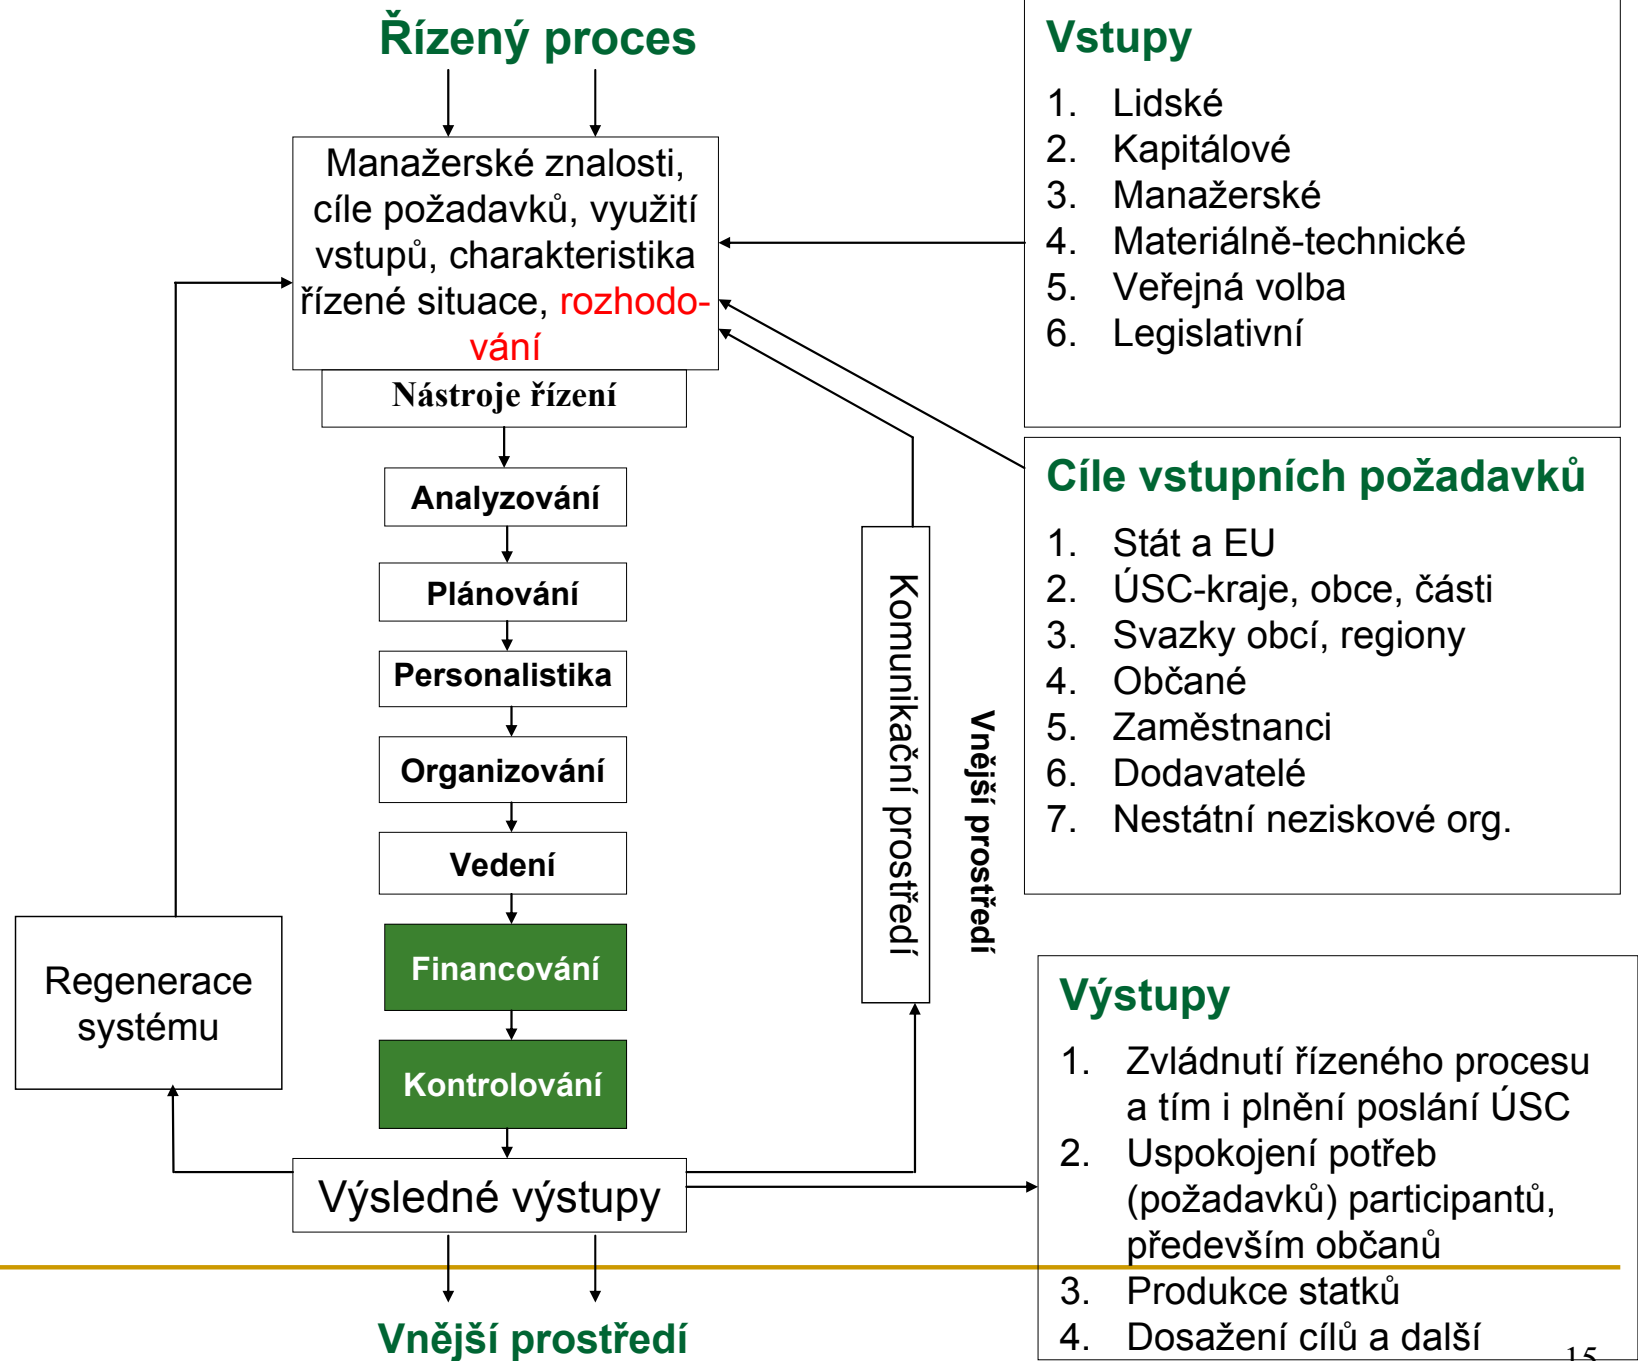 Řízený proces
Manažerské znalosti,
cíle požadavků, využití
vstupů, charakteristika
řízené situace, rozhodo-
vání
Nástroje řízení
Analyzování
Plánování
Personalistika
Organizování
Vedení
Financování
Kontrolování
Výsledné výstupy
Vnější prostředí
Regenerace
systému
Komunikační prostředí
Vnější prostředí
Vstupy
1. Lidské
2. Kapitálové
3. Manažerské
4. Materiálně-technické
5. Veřejná volba
6. Legislativní
Cíle vstupních požadavků
1. Stát a EU
2. ÚSC-kraje, obce, části
3. Svazky obcí, regiony
4. Občané
5. Zaměstnanci
6. Dodavatelé
7. Nestátní neziskové org.
Výstupy
1. Zvládnutí řízeného procesu
a tím i plnění poslání ÚSC
2. Uspokojení potřeb
(požadavků) participantů,
především občanů
3. Produkce statků
4. Dosažení cílů a další
15